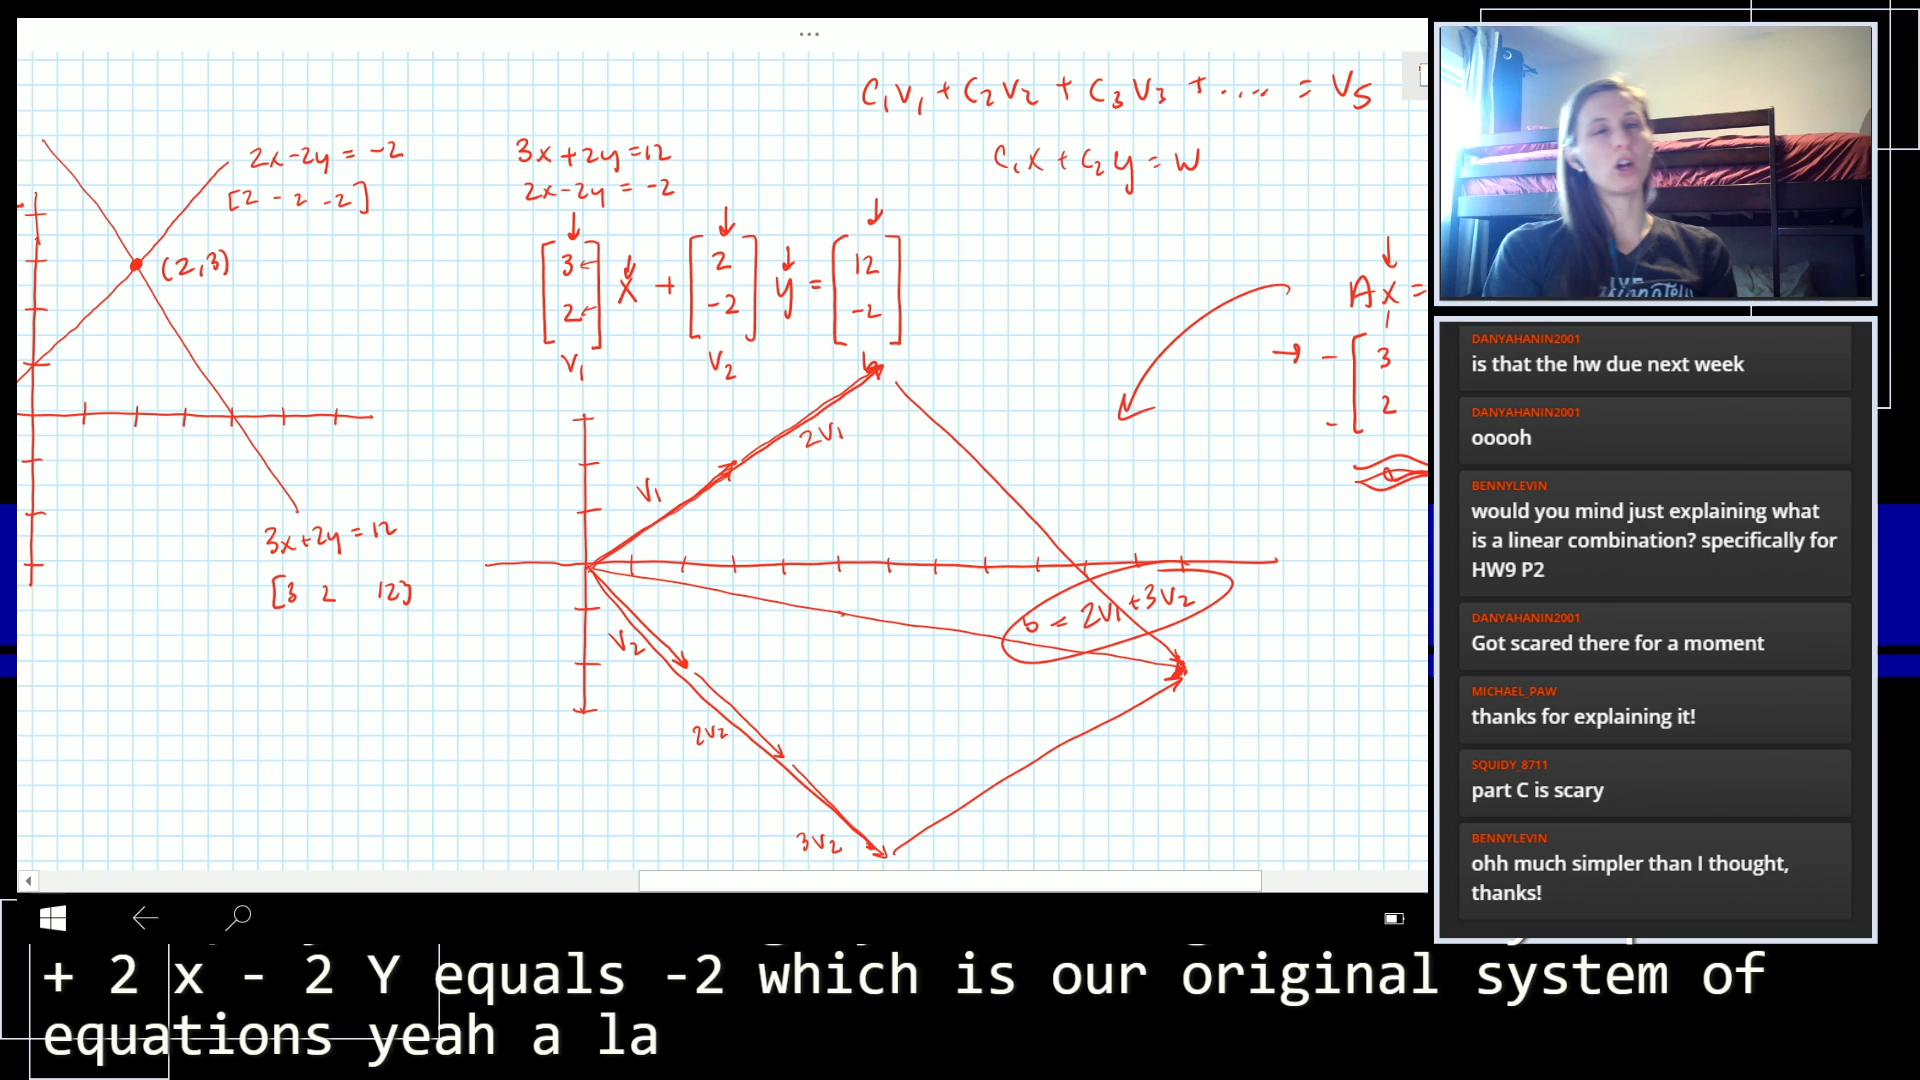 C₁V₁ + C₂V₂ + C₃V₃ + .... = V₅
C₁X + C₂Y = W
2x-2y = -2
[2 -2 -2]
(2,3)
3x+2y=12
[3 2 12]
3x+2y=12
2x-2y = -2
[3 2] X + [2 -2] y = [12 -2]
V₁ V₂ b
V₁
2V₁
V₂
2V₂
3V₂
b = 2V₁+3V₂
Ax =
3
2
DANYAHANIN2001
is that the hw due next week
DANYAHANIN2001
ooooh
BENNYLEVIN
would you mind just explaining what
is a linear combination? specifically for
HW9 P2
DANYAHANIN2001
Got scared there for a moment
MICHAEL_PAW
thanks for explaining it!
SQUIDY_8711
part C is scary
BENNYLEVIN
ohh much simpler than I thought,
thanks!
+ 2 x - 2 Y equals -2 which is our original system of
equations yeah a la